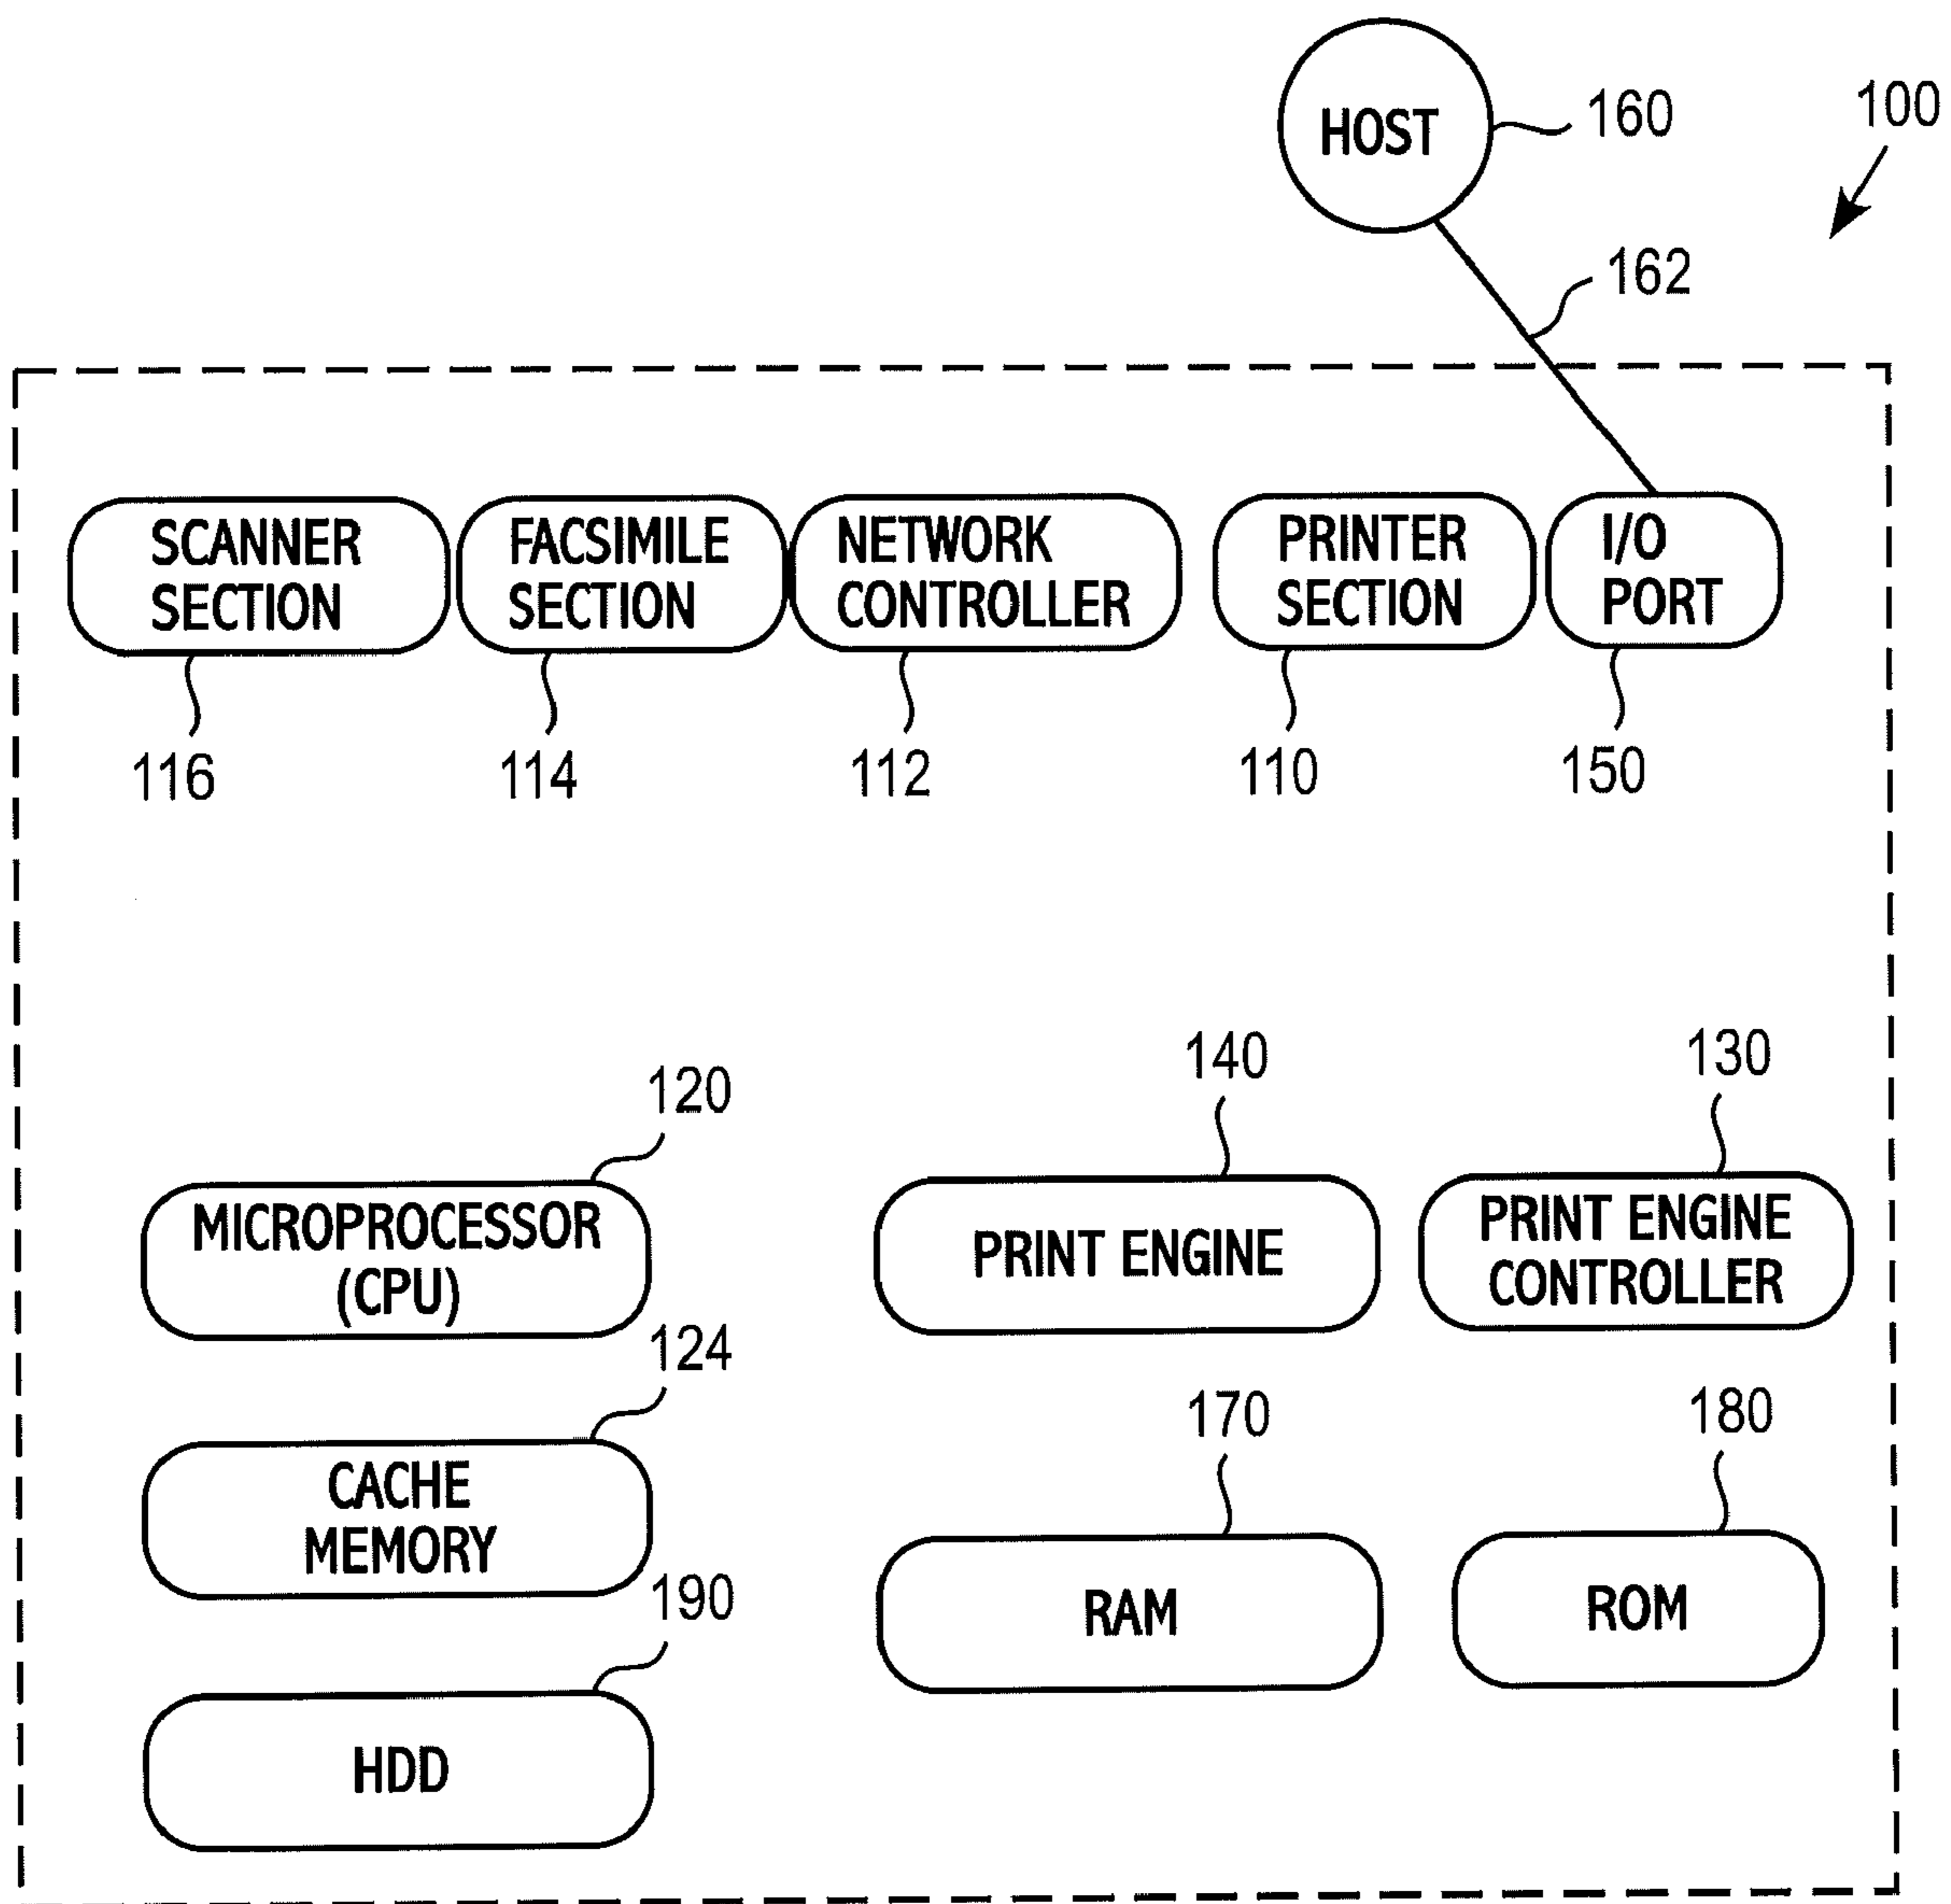 HOST
160
100
162
SCANNER
SECTION
FACSIMILE
SECTION
NETWORK
CONTROLLER
PRINTER
SECTION
I/O
PORT
116
114
112
110
150
120
140
130
MICROPROCESSOR
(CPU)
PRINT ENGINE
PRINT ENGINE
CONTROLLER
124
170
180
CACHE
MEMORY
RAM
ROM
190
HDD